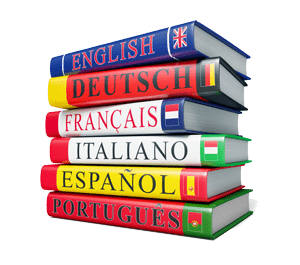 ENGLISH
DEUTSCH
FRANÇAIS
ITALIANO
ESPAÑOL
PORTUGUÊS